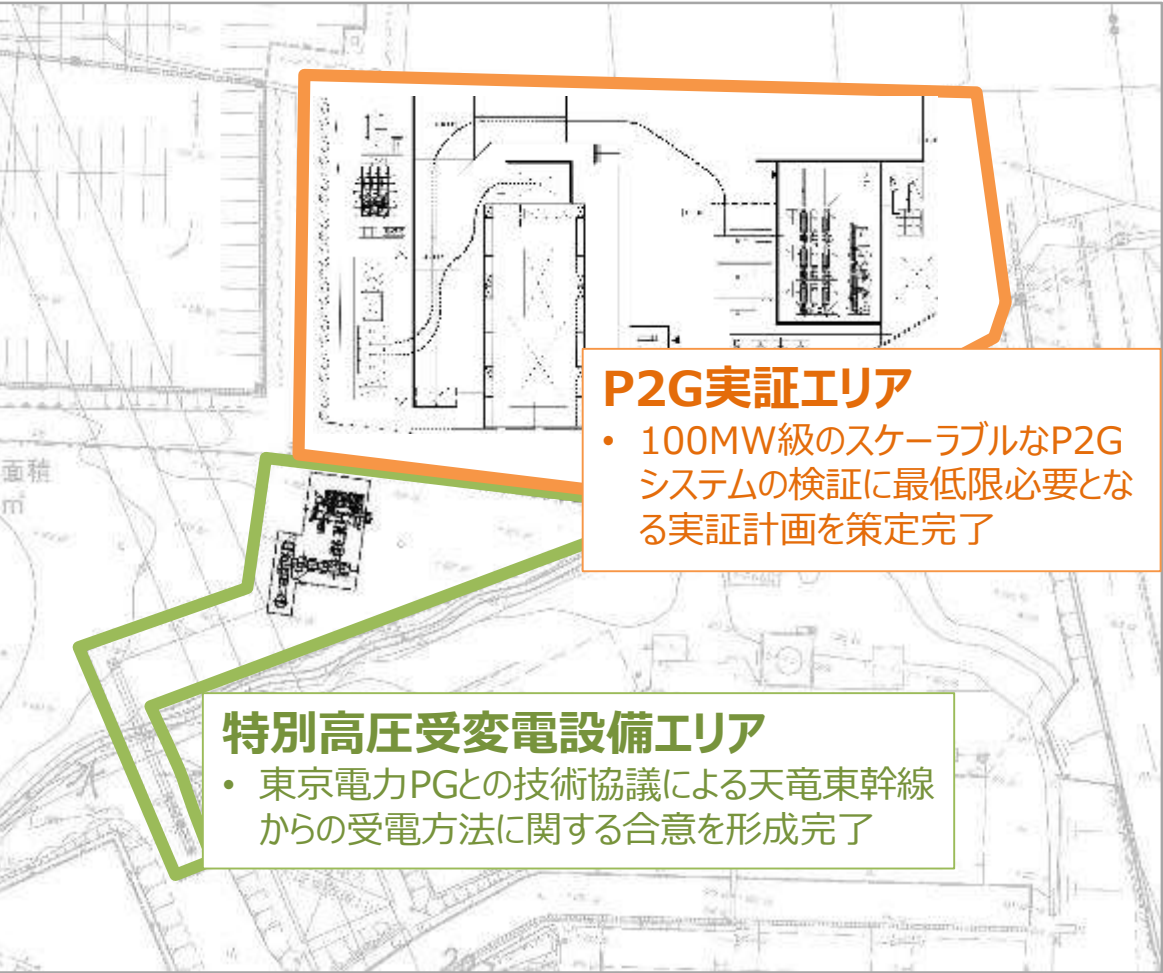 P2G実証エリア
• 100MW級のスケーラブルなP2G
システムの検証に最低限必要とな
る実証計画を策定完了
面積
㎡
特別高圧受変電設備エリア
• 東京電力PGとの技術協議による天竜東幹線
からの受電方法に関する合意を形成完了